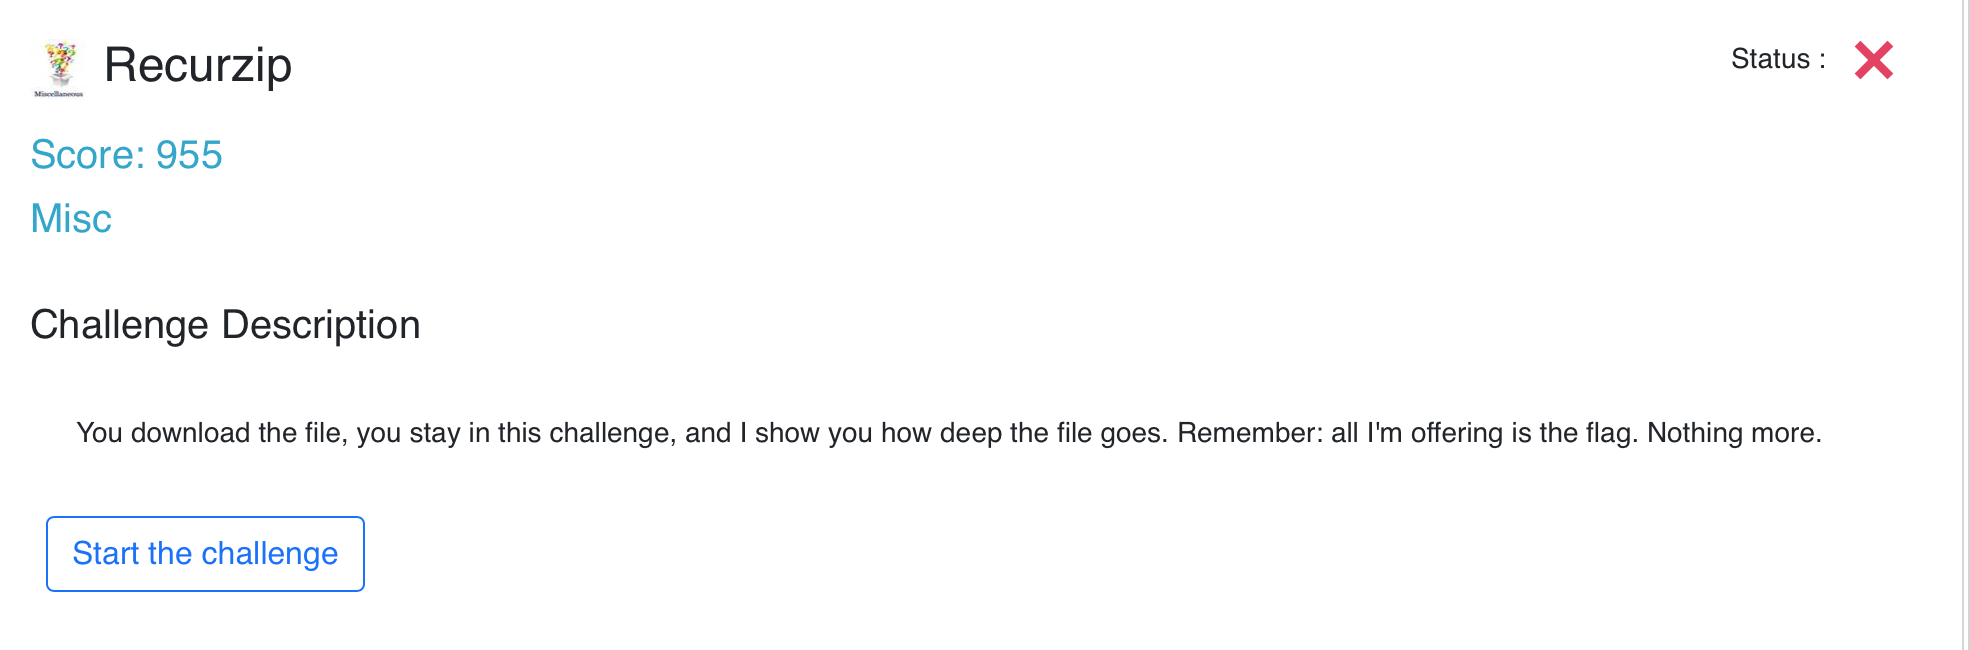 Recurzip
Status :
Miscellaneous
Score: 955
Misc
Challenge Description
You download the file, you stay in this challenge, and I show you how deep the file goes. Remember: all I'm offering is the flag. Nothing more.
Start the challenge